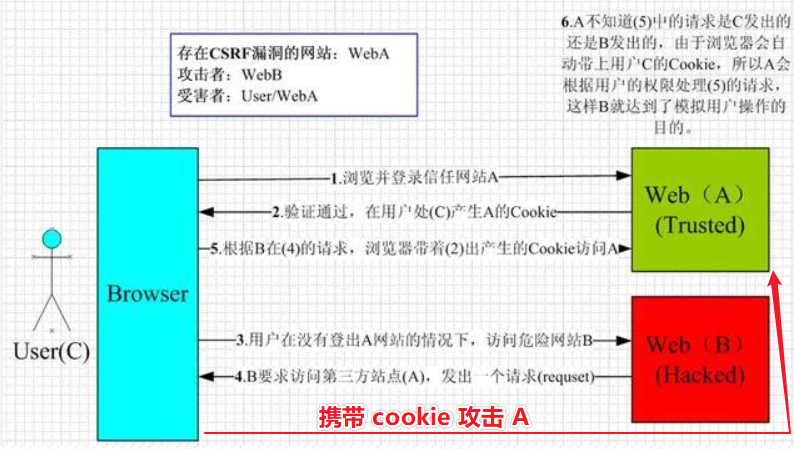 6.A不知道(5)中的请求是C发出的
还是B发出的，由于浏览器会自
动带上用户C的Cookie，所以A会
根据用户的权限处理(5)的请求，
这样B就达到了模拟用户操作的
目的。
存在CSRF漏洞的网站：WebA
攻击者：WebB
受害者：User/WebA
1.浏览并登录信任网站A
2.验证通过，在用户处(C)产生A的Cookie
5.根据B在(4)的请求，浏览器带着(2)出产生的Cookie访问A
Web（A）
(Trusted)
Browser
User(C)
3.用户在没有登出A网站的情况下，访问危险网站B
4.B要求访问第三方站点(A)，发出一个请求(requset)
Web（B）
(Hacked)
携带 cookie 攻击 A